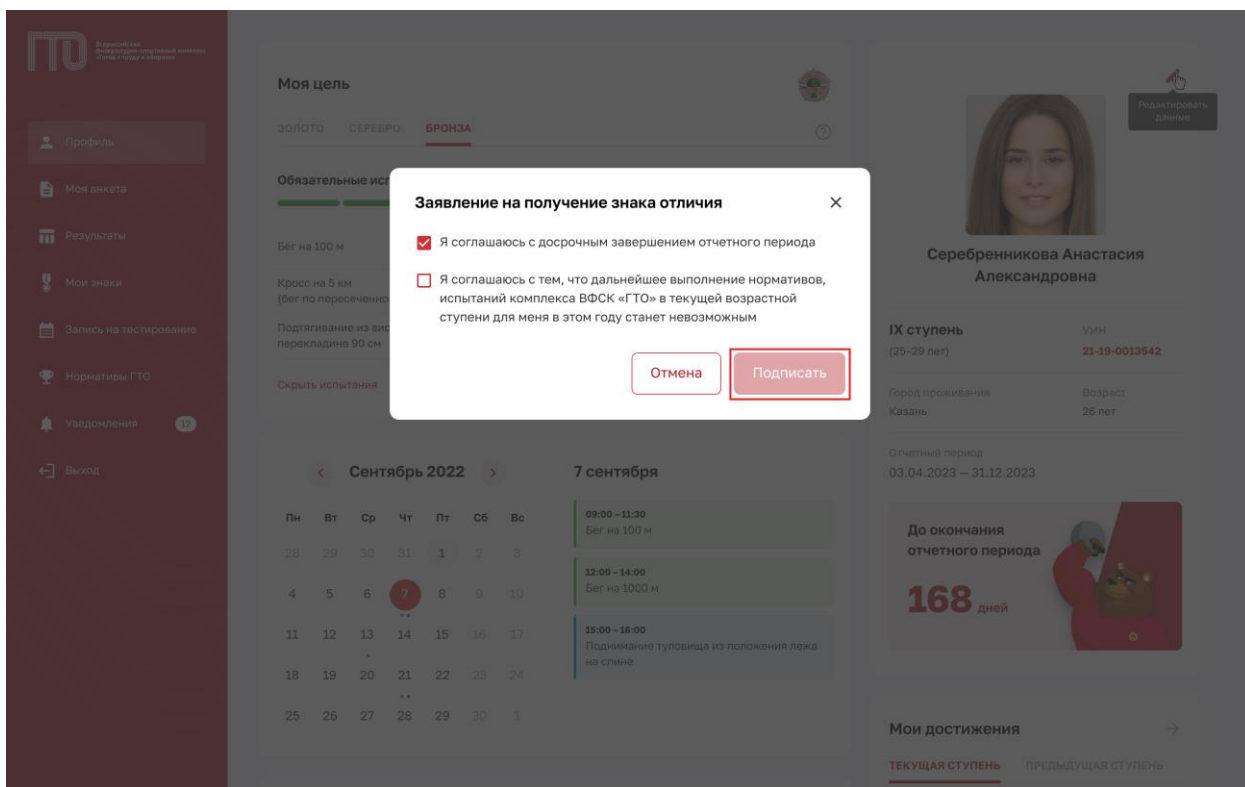 ГТО
Всероссийский
физкультурно-спортивный комплекс
«Готов к труду и обороне»
Профиль
Моя анкета
Результаты
Мои знаки
Запись на тестирование
Нормативы ГТО
Уведомления 12
Выход
Моя цель
ЗОЛОТО СЕРЕБРО БРОНЗА
Обязательные исп
Бег на 100 м
Кросс на 5 км
(бег по пересеченно
Подтягивание из вис
перекладине 90 см
Скрыть испытания
Заявление на получение знака отличия
Я соглашаюсь с досрочным завершением отчетного периода
Я соглашаюсь с тем, что дальнейшее выполнение нормативов,
испытаний комплекса ВФСК «ГТО» в текущей возрастной
ступени для меня в этом году станет невозможным
Отмена Подписать
Сентябрь 2022
Пн Вт Ср Чт Пт Сб Вс
28 29 30 31 1 2 3
4 5 6 7 8 9 10
11 12 13 14 15 16 17
18 19 20 21 22 23 24
25 26 27 28 29 30 1
7 сентября
09:00 – 11:30
Бег на 100 м
12:00 – 14:00
Бег на 1000 м
15:00 – 16:00
Поднимание туловища из положения лежа
на спине
Редактировать
данные
Серебренникова Анастасия
Александровна
IX ступень УИН
(25–29 лет) 21-19-0013542
Город проживания Возраст
Казань 26 лет
Отчетный период
03.04.2023 — 31.12.2023
До окончания
отчетного периода
168 дней
Мои достижения
ТЕКУЩАЯ СТУПЕНЬ ПРЕДЫДУЩАЯ СТУПЕНЬ